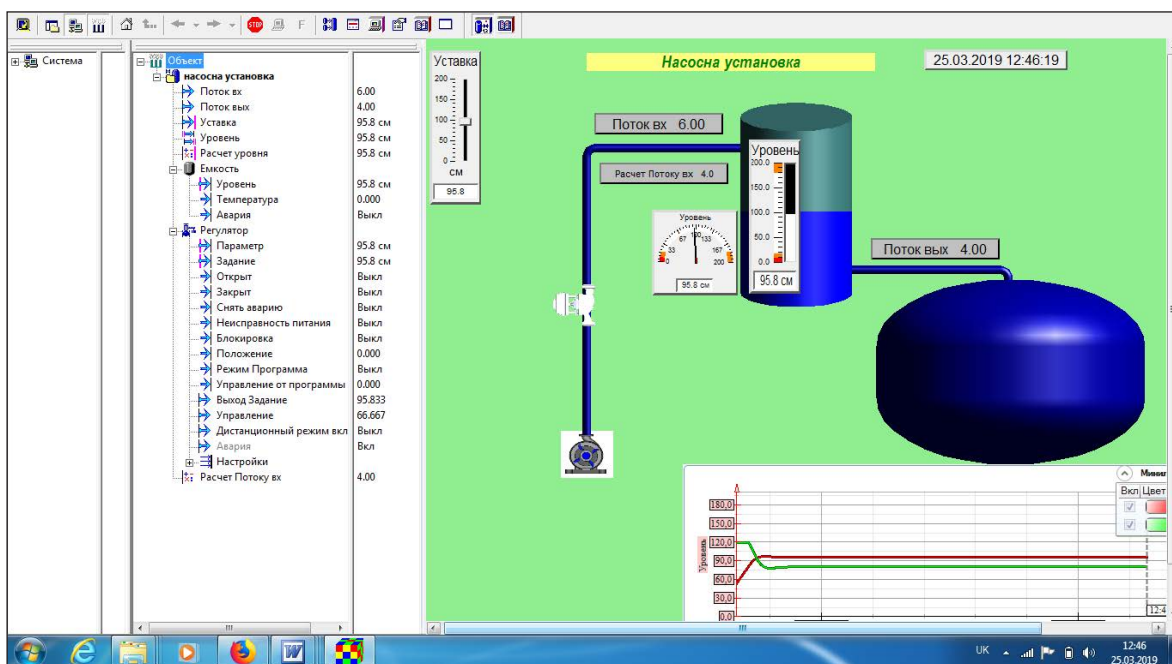 F
Система
Объект
насосна установка
Поток вх 6.00
Поток вых 4.00
Уставка 95.8 см
Уровень 95.8 см
Расчет уровня 95.8 см
Емкость
Уровень 95.8 см
Температура 0.000
Авария Выкл
Регулятор
Параметр 95.8 см
Задание 95.8 см
Открыт Выкл
Закрыт Выкл
Снять аварию Выкл
Неисправность питания Выкл
Блокировка Выкл
Положение 0.000
Режим Программа Выкл
Управление от программы 0.000
Выход Задание 95.833
Управление 66.667
Дистанционный режим вкл Выкл
Авария Вкл
Настройки
Расчет Потоку вх 4.00
Уставка
200
150
100
50
0
см
95.8
Насосна установка
25.03.2019 12:46:19
Поток вх 6.00
Расчет Потоку вх 4.0
Уровень
0 33 67 100 133 167 200
95.8 см
Уровень
200.0
150.0
100.0
50.0
0.0
95.8 см
Поток вых 4.00
Уровень
180,0
150,0
120,0
90,0
60,0
30,0
0,0
Вкл Цвет
UK
12:46
25.03.2019